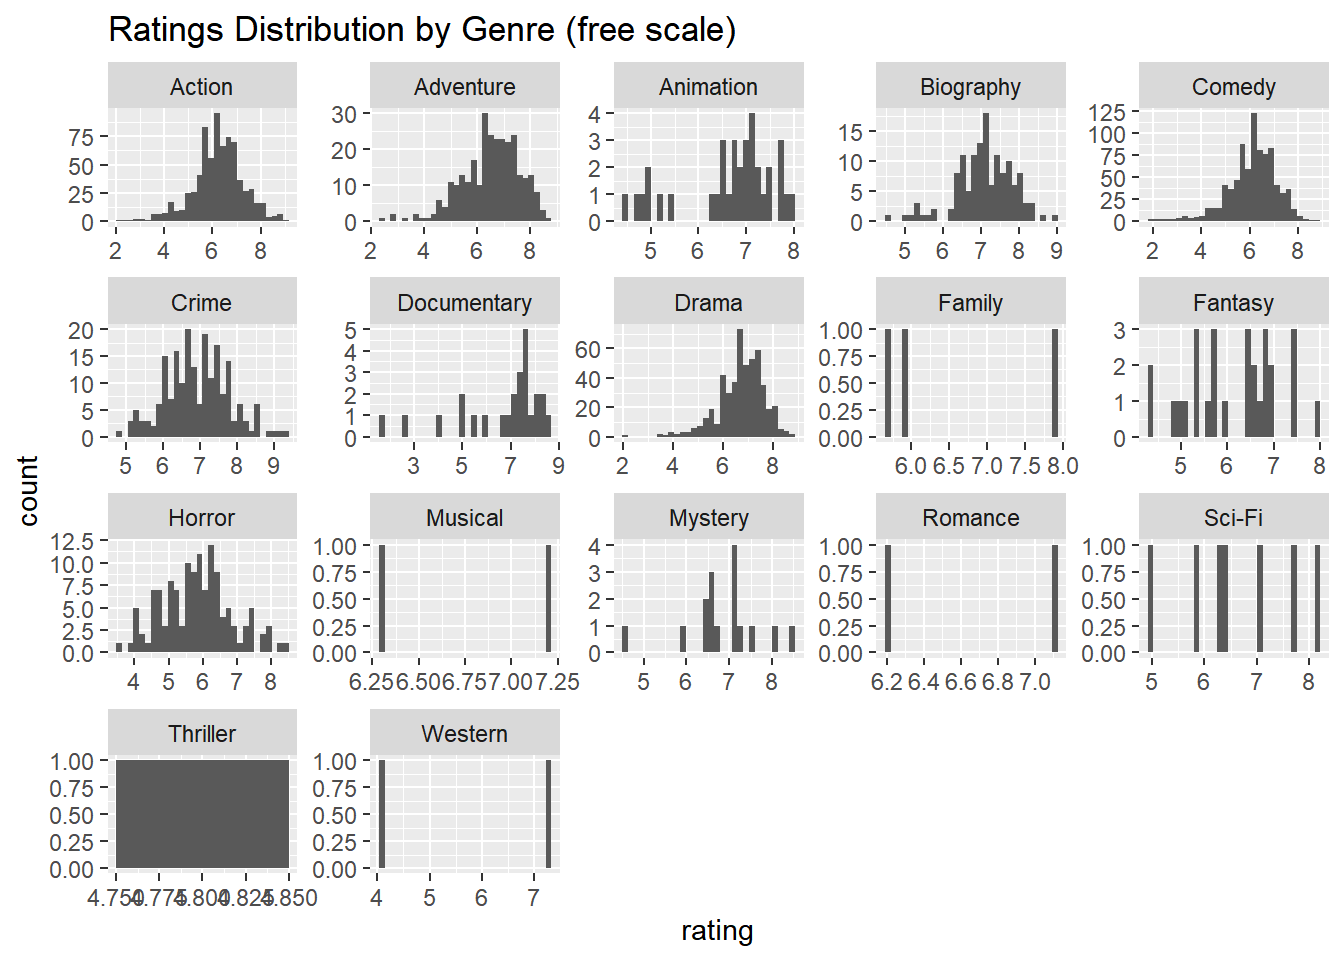 Ratings Distribution by Genre (free scale)
Action
Adventure
Animation
Biography
Comedy
75
50
25
0
2 4 6 8
30
20
10
0
2 4 6 8
4
3
2
1
0
5 6 7 8
15
10
5
0
5 6 7 8 9
125
100
75
50
25
0
2 4 6 8
Crime
Documentary
Drama
Family
Fantasy
20
15
10
5
0
5 6 7 8 9
5
4
3
2
1
0
3 5 7 9
60
40
20
0
2 4 6 8
1.00
0.75
0.50
0.25
0.00
6.0 6.5 7.0 7.5 8.0
3
2
1
0
5 6 7 8
Horror
Musical
Mystery
Romance
Sci-Fi
12.5
10.0
7.5
5.0
2.5
0.0
4 5 6 7 8
1.00
0.75
0.50
0.25
0.00
6.25 6.50 6.75 7.00 7.25
4
3
2
1
0
5 6 7 8
1.00
0.75
0.50
0.25
0.00
6.2 6.4 6.6 6.8 7.0
1.00
0.75
0.50
0.25
0.00
5 6 7 8
Thriller
Western
1.00
0.75
0.50
0.25
0.00
4.750 4.775 4.800 4.825 4.850
1.00
0.75
0.50
0.25
0.00
4 5 6 7
count
rating